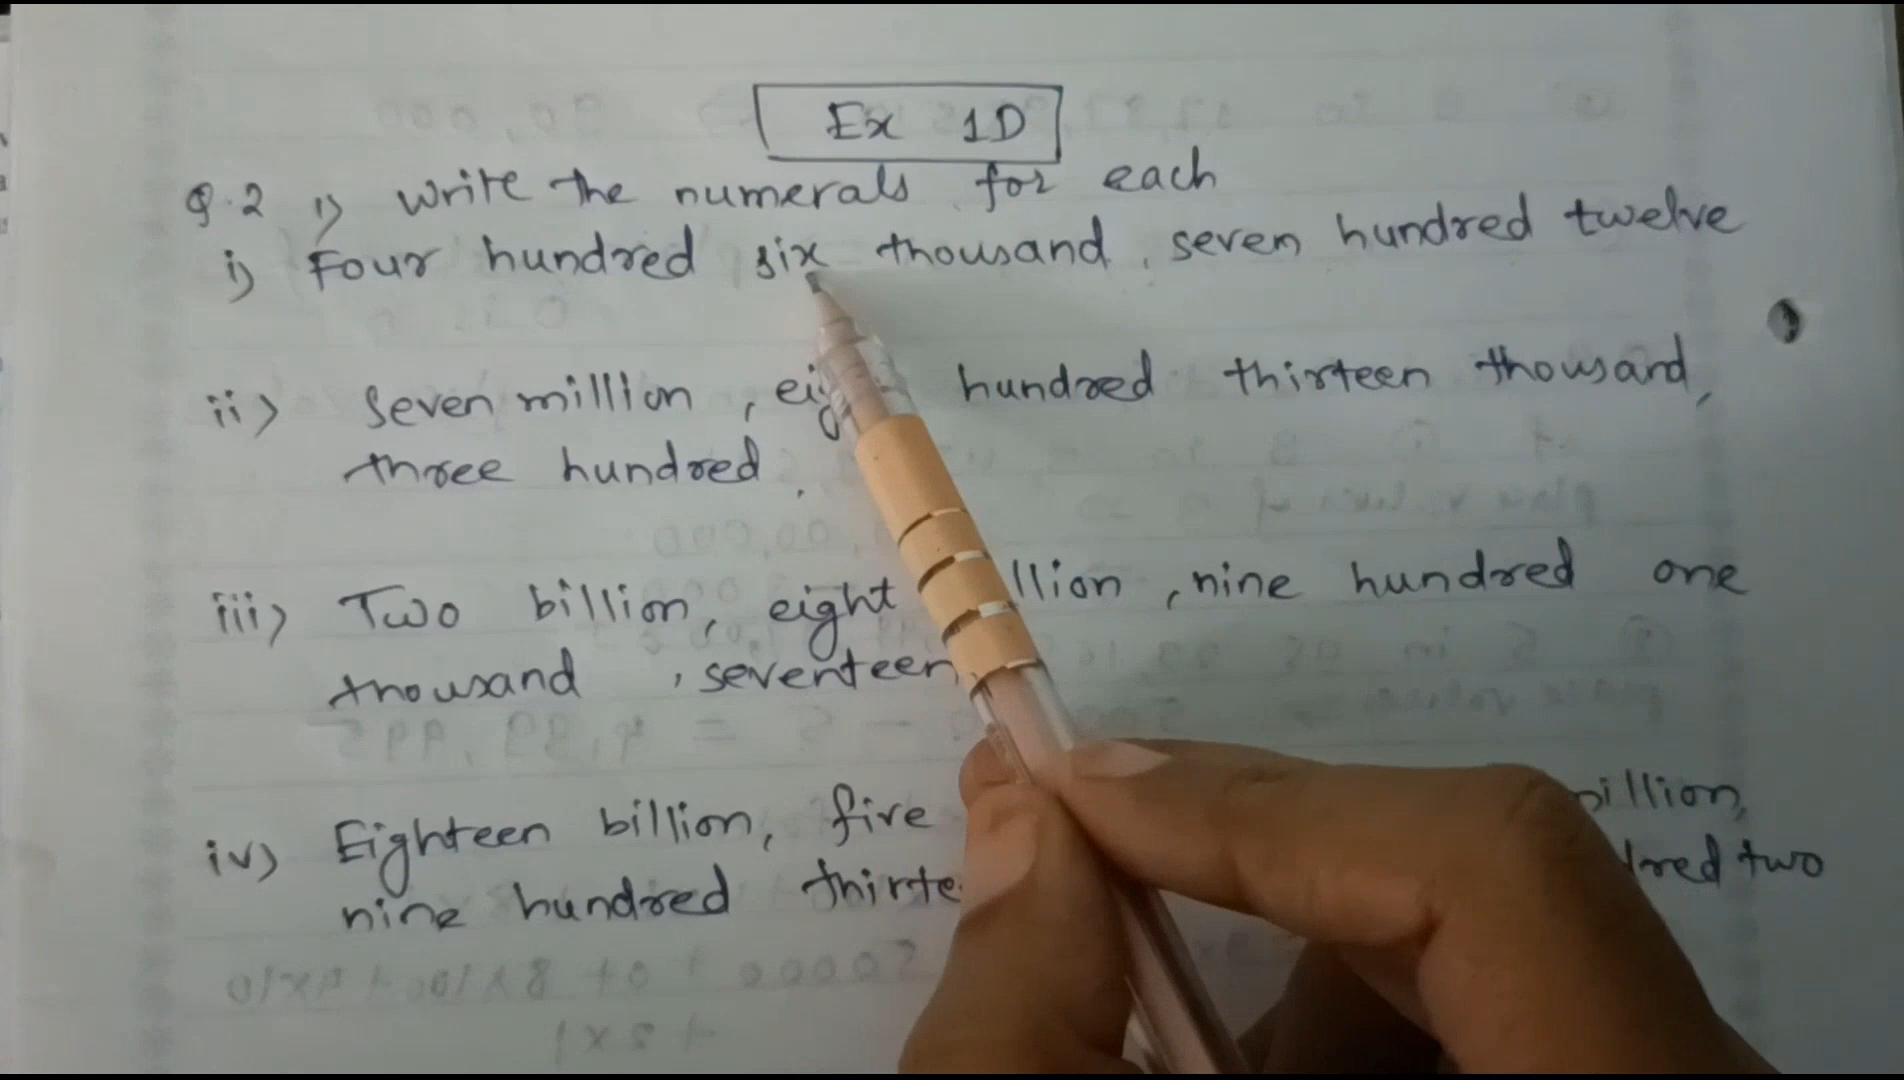 Ex 1D
Q.2 1) Write the numerals for each
i) Four hundred six thousand, seven hundred twelve
ii) Seven million, hundred thirteen thousand,
three hundred.
iii) Two billion, eight llion, nine hundred one
thousand, seventeen
iv) Eighteen billion, five illion,
nine hundred thirte dred two